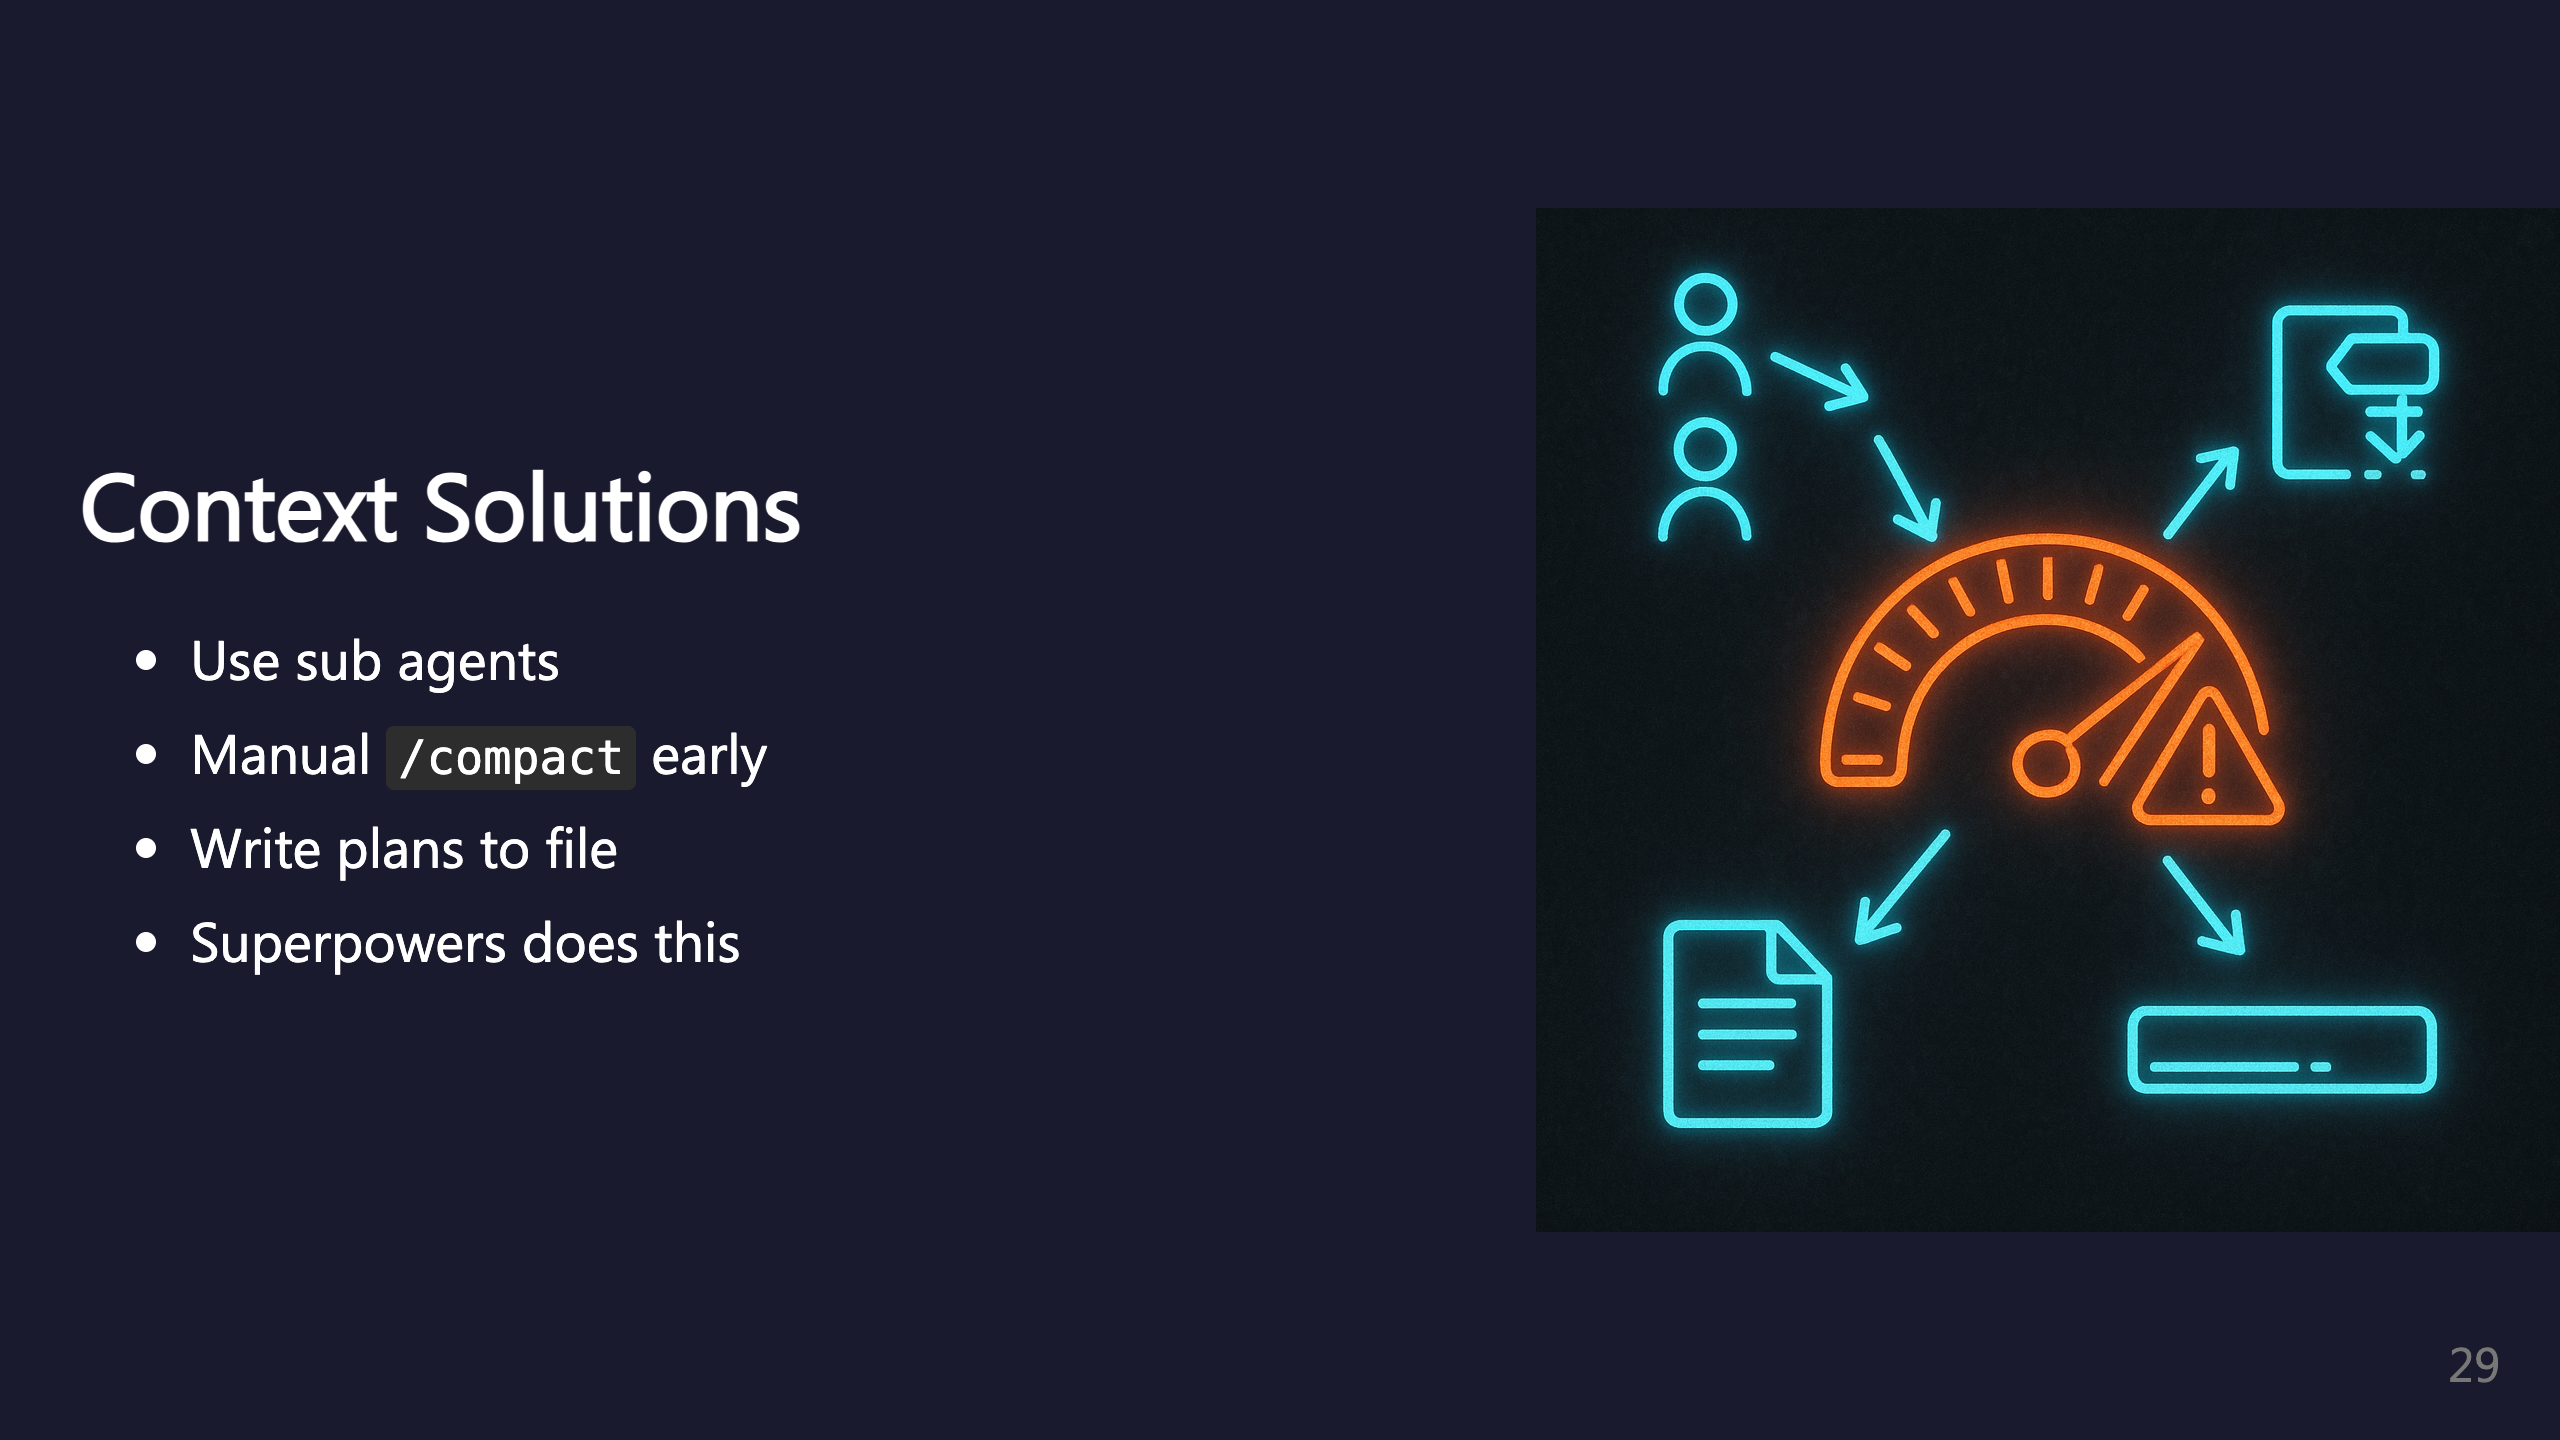 Context Solutions
Use sub agents
Manual /compact early
Write plans to file
Superpowers does this
29